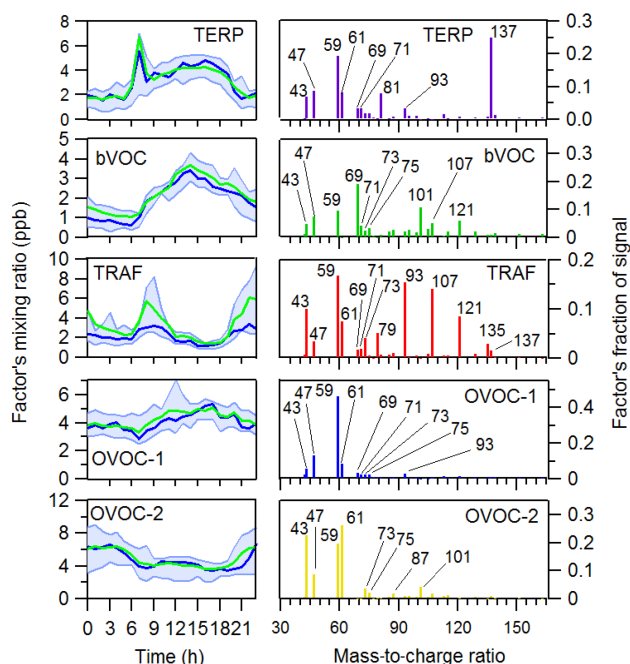 Factor's mixing ratio (ppb)
TERP
8
6
4
2
0
bVOC
5
4
3
2
1
0
TRAF
10
8
6
4
2
0
OVOC-1
6
4
2
0
OVOC-2
12
8
4
0
0 3 6 9 12 15 18 21
Time (h)
TERP
47 59 61 69 71 81 93 137
43
0.3
0.2
0.1
0.0
bVOC
47 43 59 69 71 73 75 101 107 121
0.3
0.2
0.1
0
TRAF
43 47 59 61 69 71 73 79 93 107 121 135 137
0.2
0.1
0
OVOC-1
47 43 59 61 69 71 73 75 93
0.4
0.2
0
OVOC-2
43 47 59 61 73 75 87 101
0.3
0.2
0.1
0
30 60 90 120 150
Mass-to-charge ratio
Factor's fraction of signal